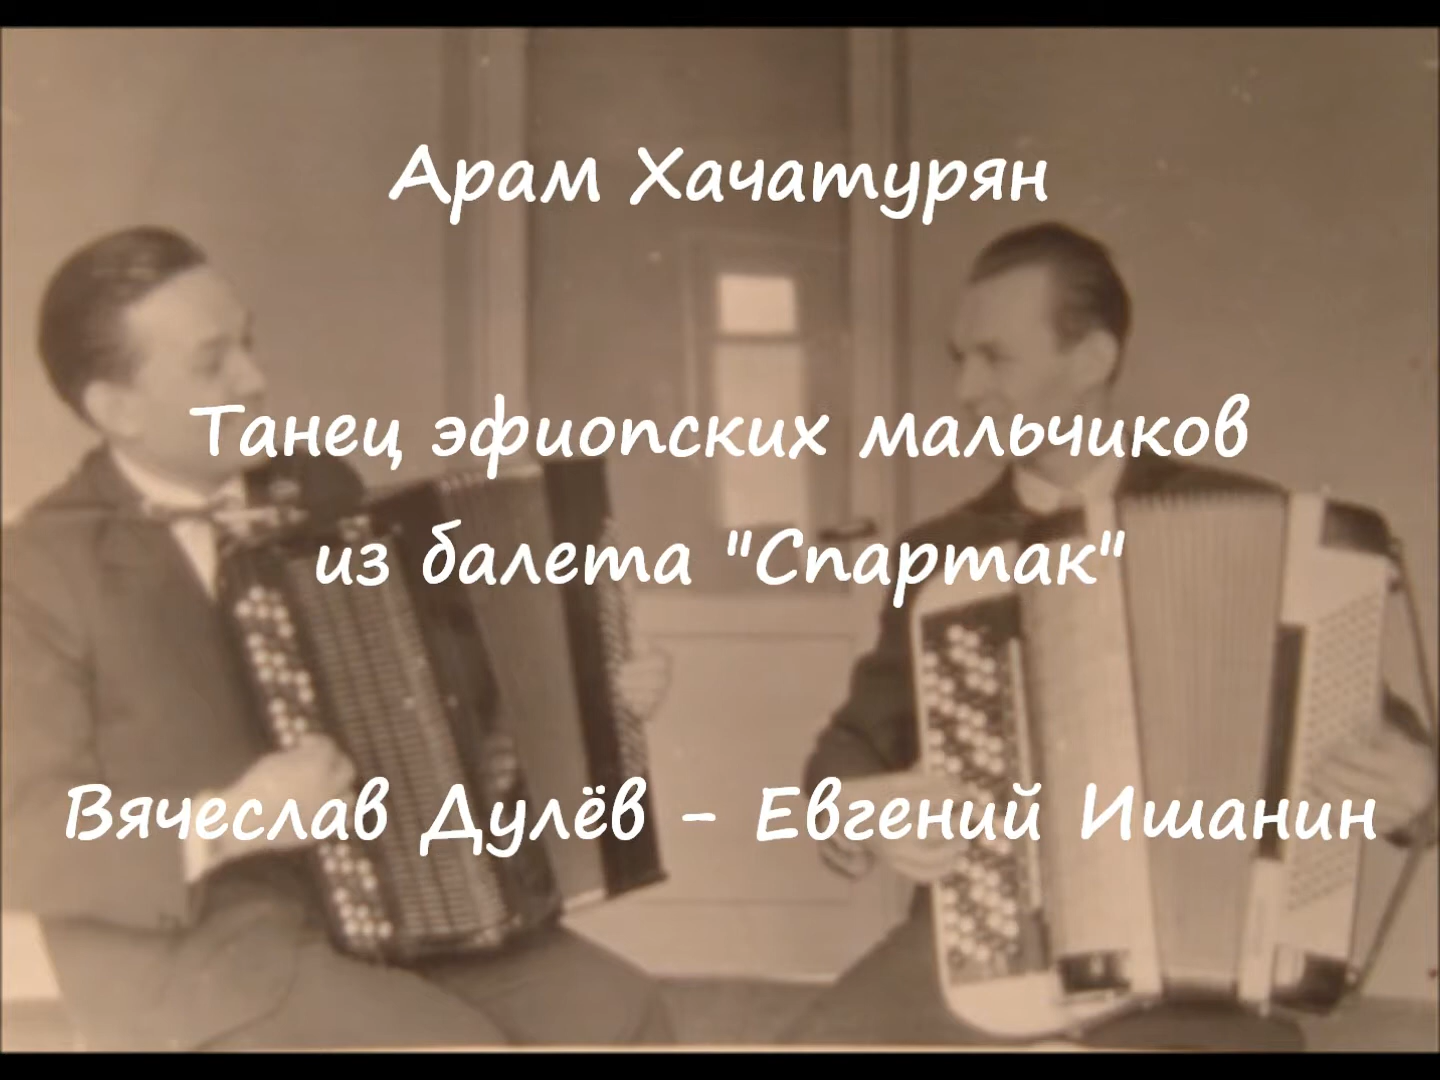 Арам Хачатурян
Танец эфиопских мальчиков
из балета "Спартак"
Вячеслав Дулёв - Евгений Ишанин